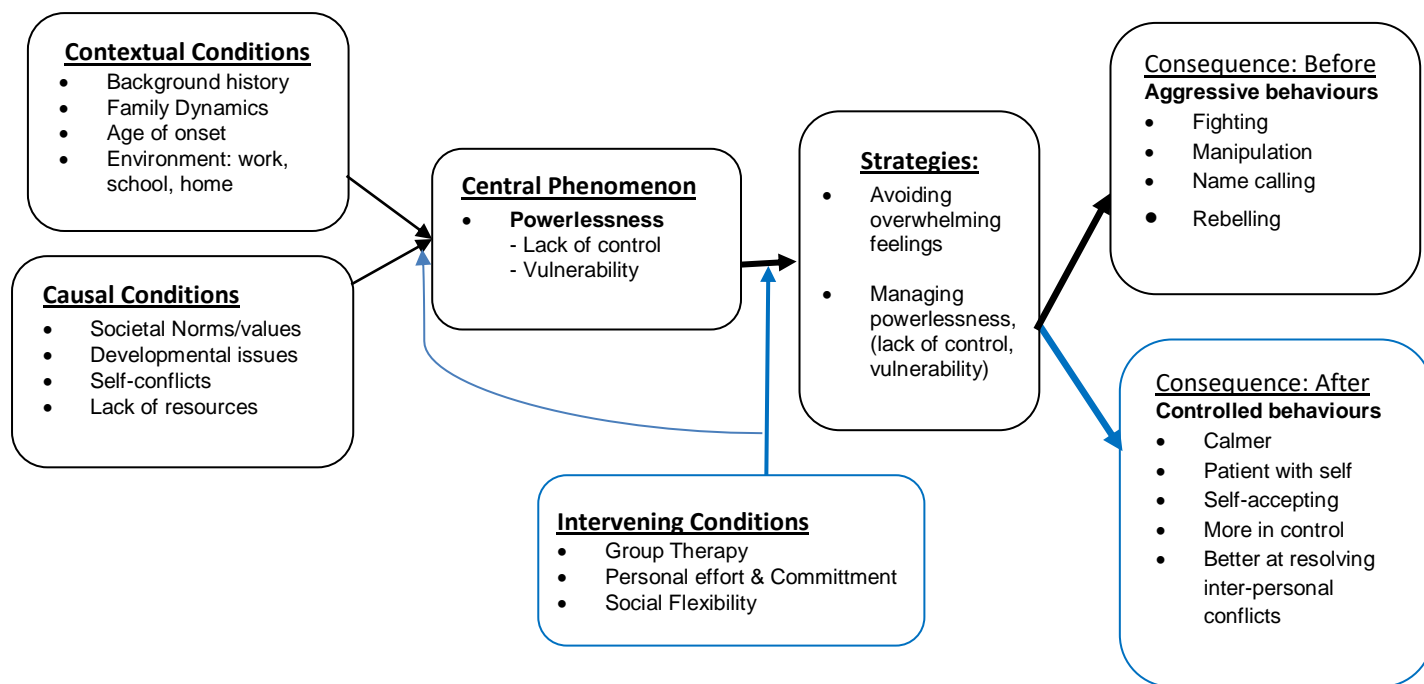 Contextual Conditions
• Background history
• Family Dynamics
• Age of onset
• Environment: work,
school, home
Causal Conditions
• Societal Norms/values
• Developmental issues
• Self-conflicts
• Lack of resources
Central Phenomenon
• Powerlessness
- Lack of control
- Vulnerability
Intervening Conditions
• Group Therapy
• Personal effort & Committment
• Social Flexibility
Strategies:
• Avoiding
overwhelming
feelings
• Managing
powerlessness,
(lack of control,
vulnerability)
Consequence: Before
Aggressive behaviours
• Fighting
• Manipulation
• Name calling
• Rebelling
Consequence: After
Controlled behaviours
• Calmer
• Patient with self
• Self-accepting
• More in control
• Better at resolving
inter-personal
conflicts